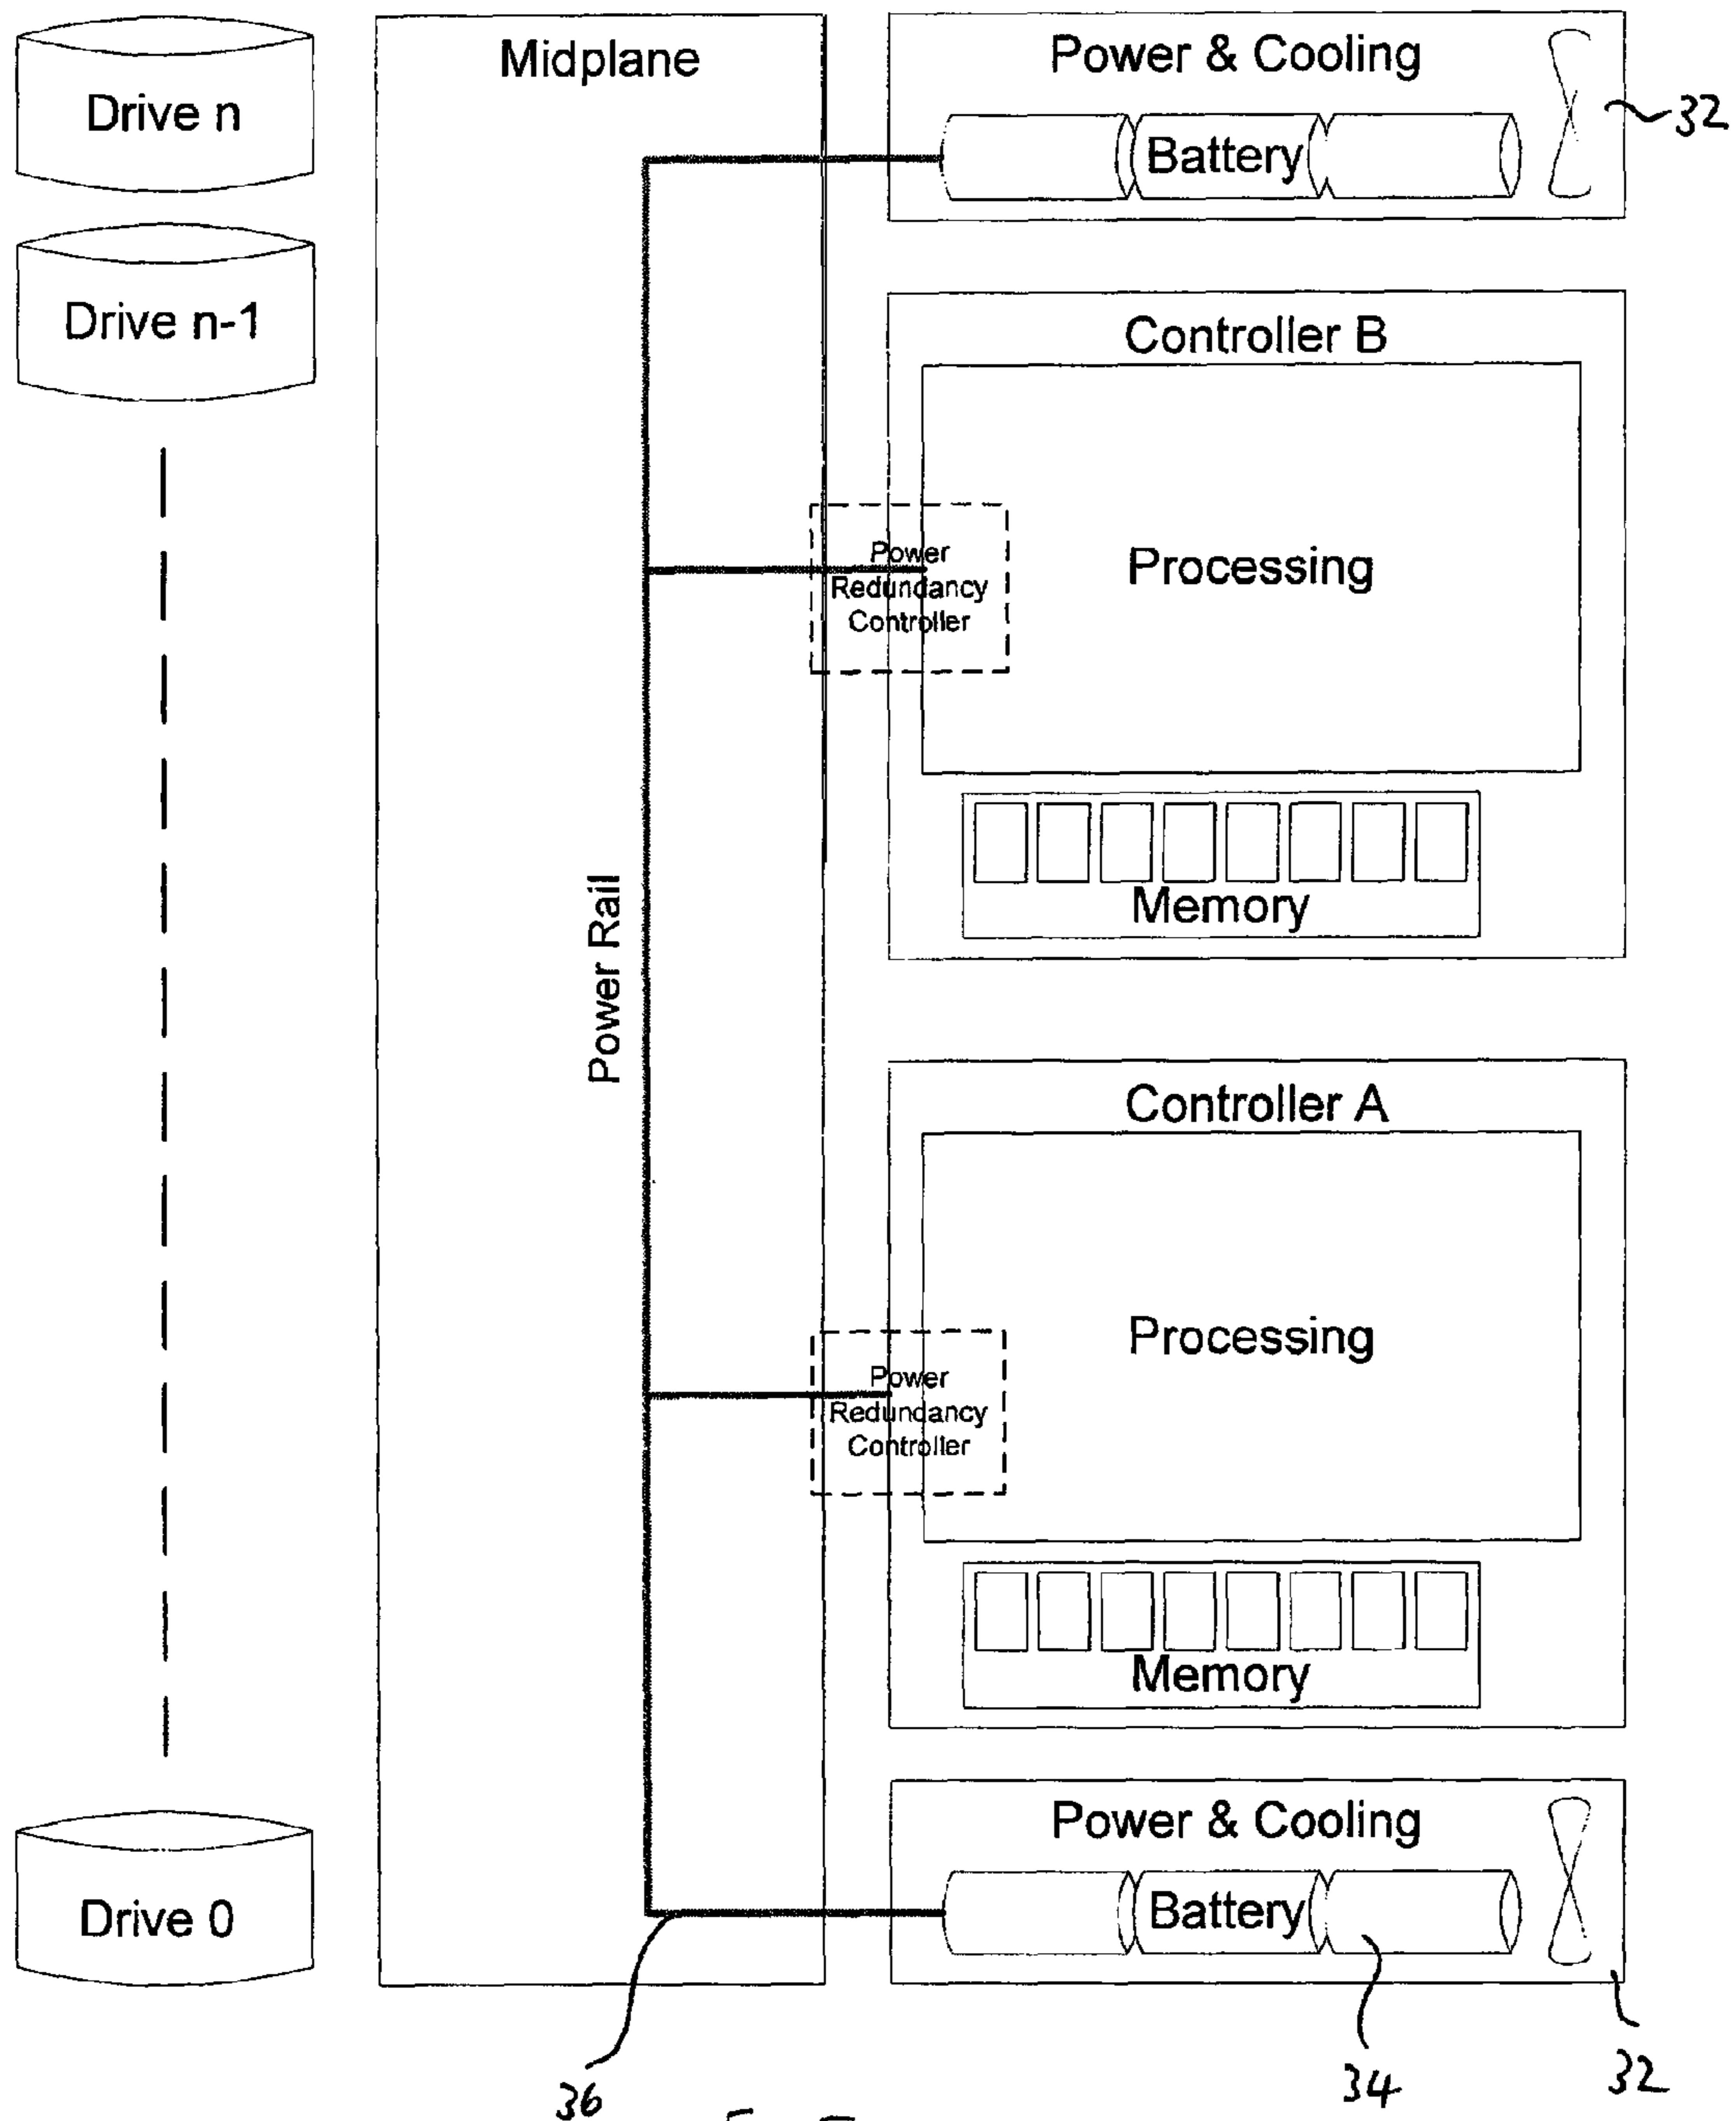 Drive n
Drive n-1
Drive 0
Midplane
Power Rail
Power & Cooling
Battery
32
Controller B
Processing
Power
Redundancy
Controller
Memory
Controller A
Processing
Power
Redundancy
Controller
Memory
Power & Cooling
Battery
36
34
32